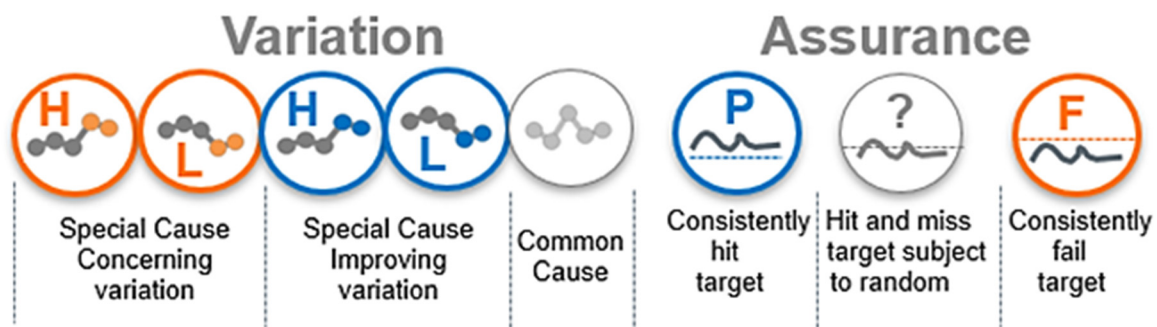 Variation
Assurance
H
L
H
L
P
?
F
Special Cause
Concerning
variation
Special Cause
Improving
variation
Common
Cause
Consistently
hit
target
Hit and miss
target subject
to random
Consistently
fail
target